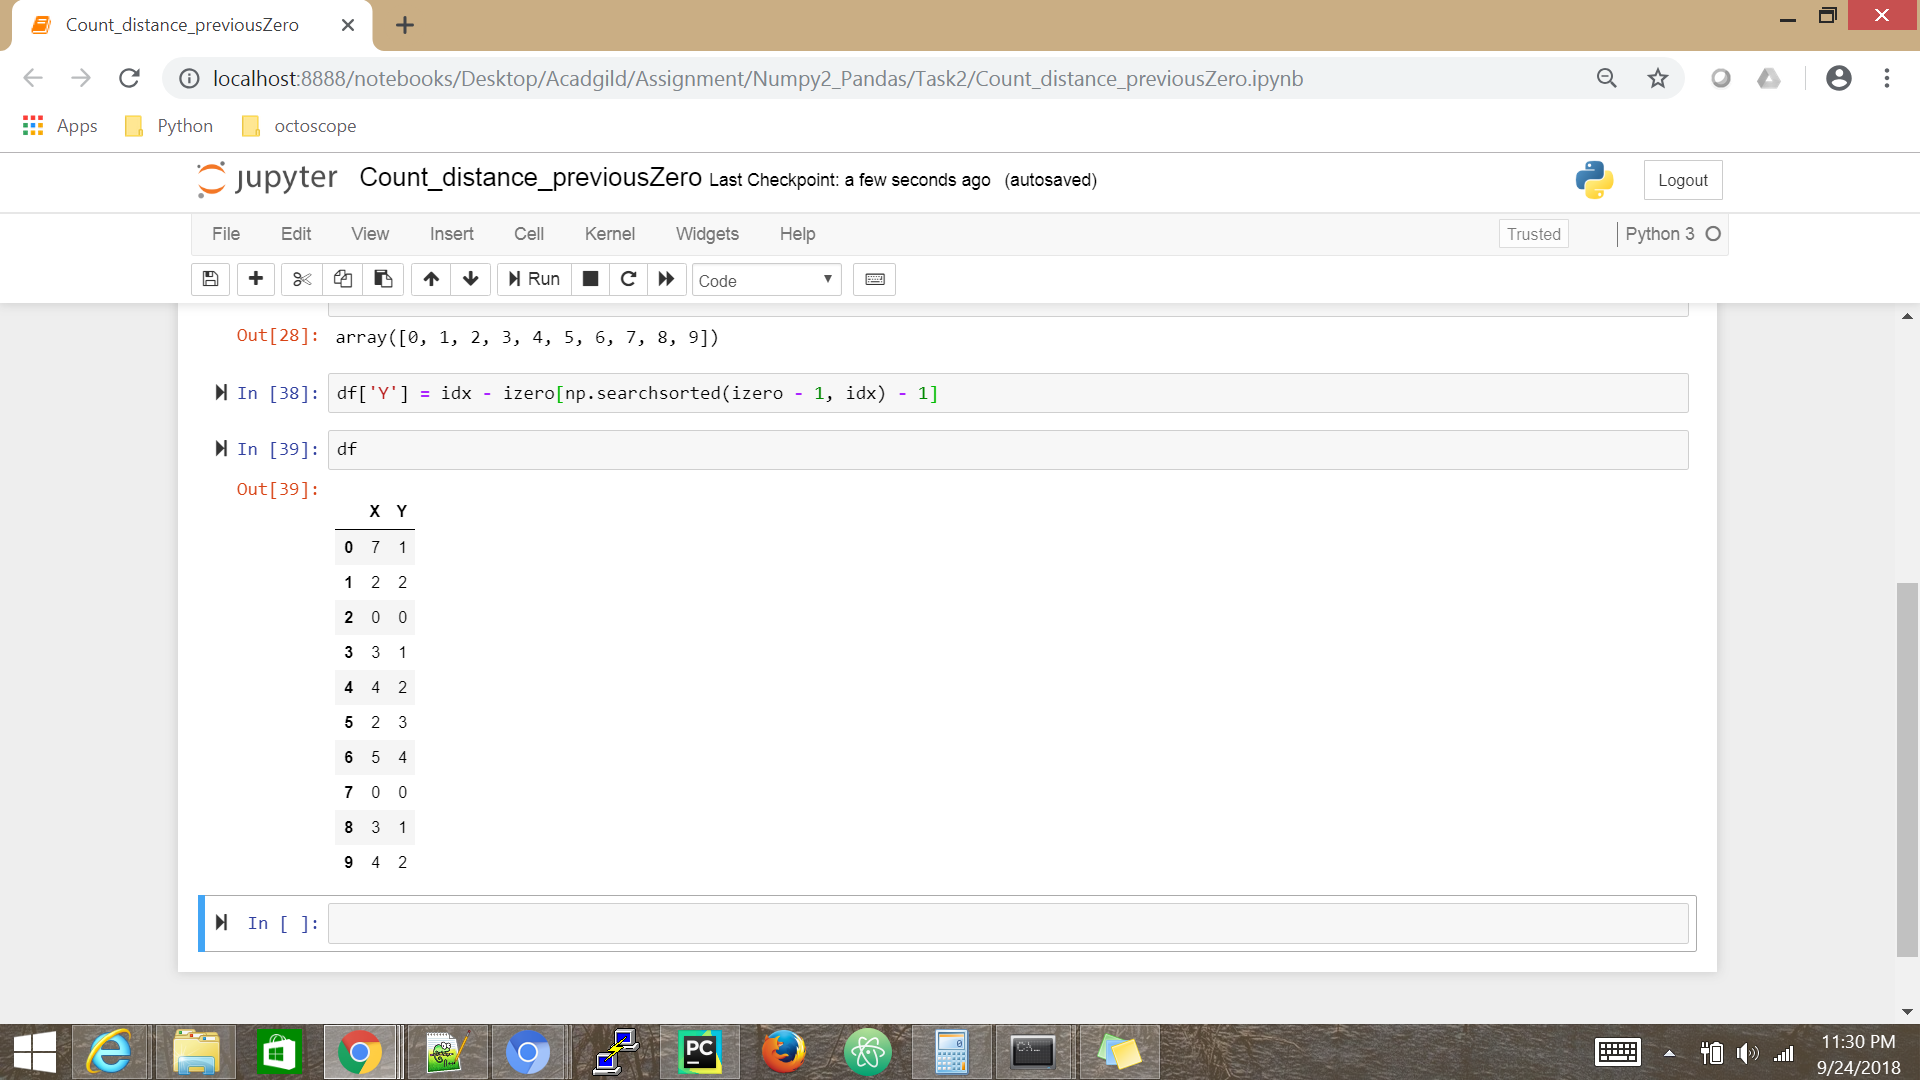 Count_distance_previousZero
localhost:8888/notebooks/Desktop/Acadgild/Assignment/Numpy2_Pandas/Task2/Count_distance_previousZero.ipynb
Apps Python octoscope
jupyter Count_distance_previousZero Last Checkpoint: a few seconds ago (autosaved) Logout
File Edit View Insert Cell Kernel Widgets Help Trusted Python 3
Run Code
Out[28]: array([0, 1, 2, 3, 4, 5, 6, 7, 8, 9])
In [38]: df['Y'] = idx - izero[np.searchsorted(izero - 1, idx) - 1]
In [39]: df
Out[39]:
X Y
0 7 1
1 2 2
2 0 0
3 3 1
4 4 2
5 2 3
6 5 4
7 0 0
8 3 1
9 4 2
In [ ]:
PC
11:30 PM
9/24/2018